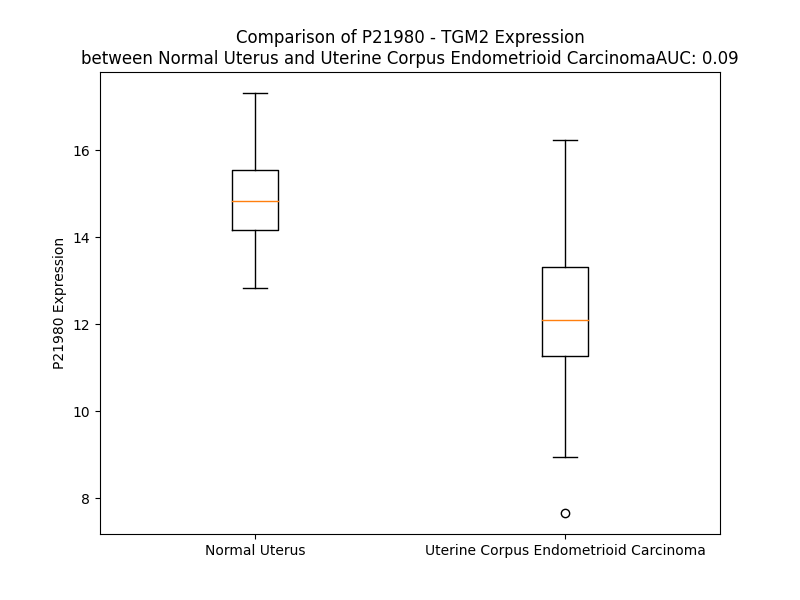 Comparison of P21980 - TGM2 Expression
between Normal Uterus and Uterine Corpus Endometrioid CarcinomaAUC: 0.09
P21980 Expression
16
14
12
10
8
Normal Uterus
Uterine Corpus Endometrioid Carcinoma